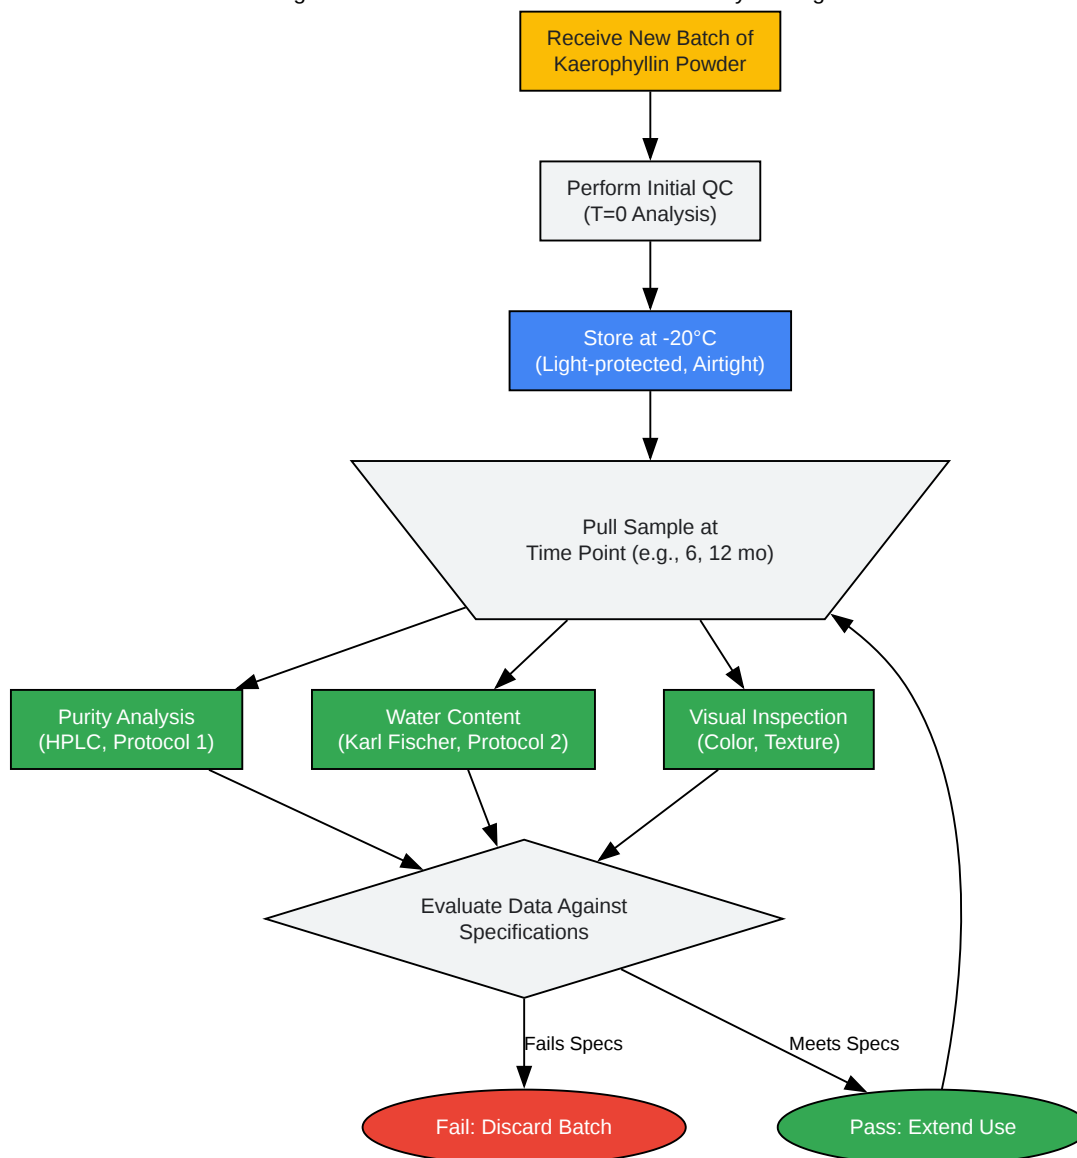 Receive New Batch of
Kaerophyllin Powder
Perform Initial QC
(T=0 Analysis)
Store at -20°C
(Light-protected, Airtight)
Pull Sample at
Time Point (e.g., 6, 12 mo)
Purity Analysis
(HPLC, Protocol 1)
Water Content
(Karl Fischer, Protocol 2)
Visual Inspection
(Color, Texture)
Evaluate Data Against
Specifications
Fails Specs
Meets Specs
Fail: Discard Batch
Pass: Extend Use